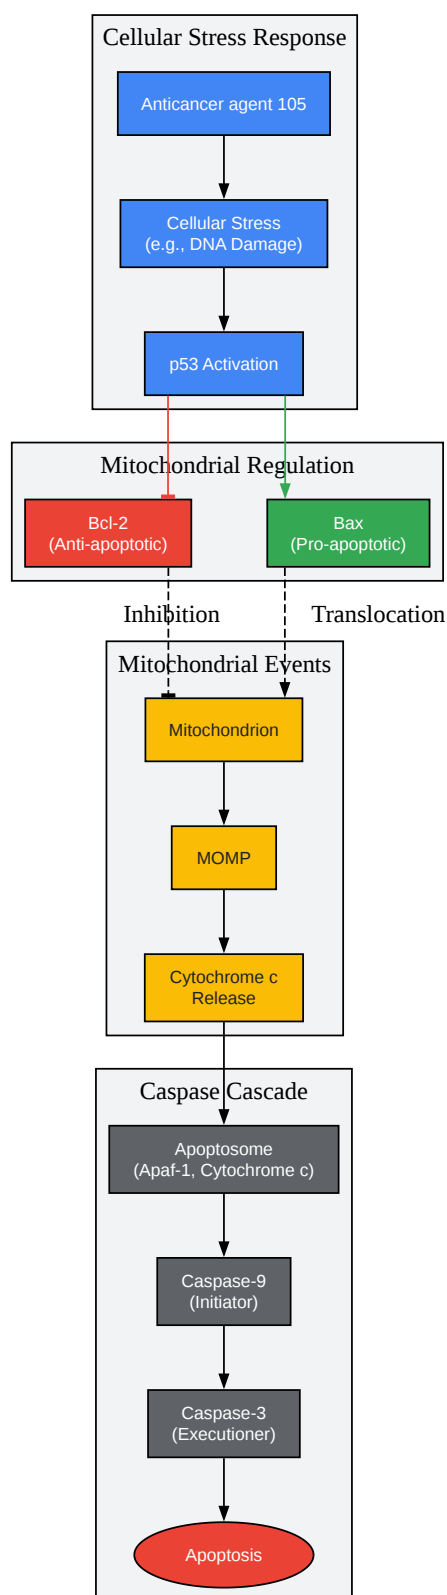 Cellular Stress Response
Anticancer agent 105
Cellular Stress
(e.g., DNA Damage)
p53 Activation
Mitochondrial Regulation
Bcl-2
(Anti-apoptotic)
Bax
(Pro-apoptotic)
Inhibition
Translocation
Mitochondrial Events
Mitochondrion
MOMP
Cytochrome c
Release
Caspase Cascade
Apoptosome
(Apaf-1, Cytochrome c)
Caspase-9
(Initiator)
Caspase-3
(Executioner)
Apoptosis